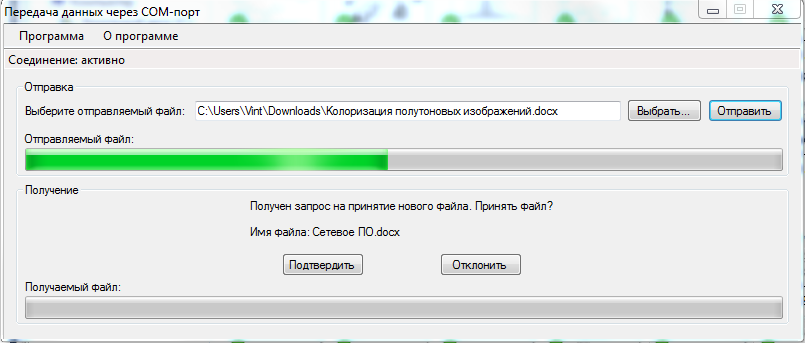 Передача данных через COM-порт
Программа О программе
Соединение: активно
Отправка
Выберите отправляемый файл: C:\Users\Vint\Downloads\Колоризация полутоновых изображений.docx Выбрать... Отправить
Отправляемый файл:
Получение
Получен запрос на принятие нового файла. Принять файл?
Имя файла: Сетевое ПО.docx
Подтвердить Отклонить
Получаемый файл: